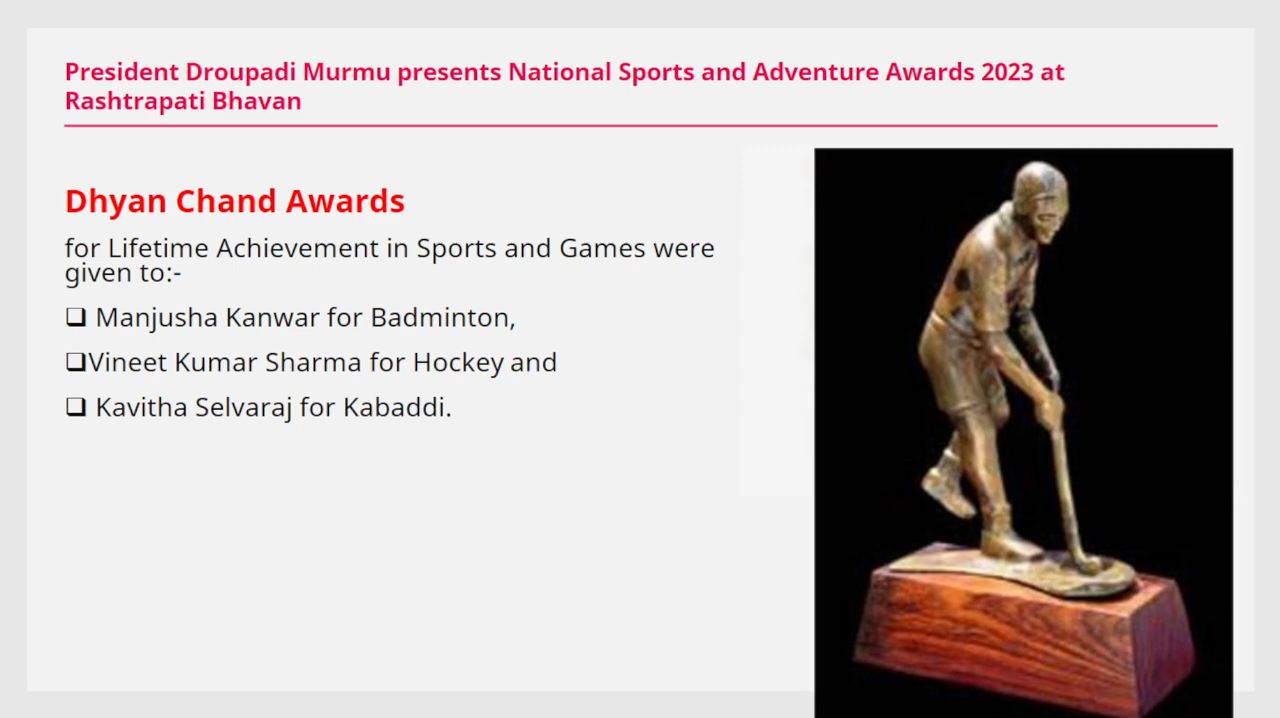 President Droupadi Murmu presents National Sports and Adventure Awards 2023 at
Rashtrapati Bhavan
Dhyan Chand Awards
for Lifetime Achievement in Sports and Games were
given to:-
❑ Manjusha Kanwar for Badminton,
❑Vineet Kumar Sharma for Hockey and
❑ Kavitha Selvaraj for Kabaddi.